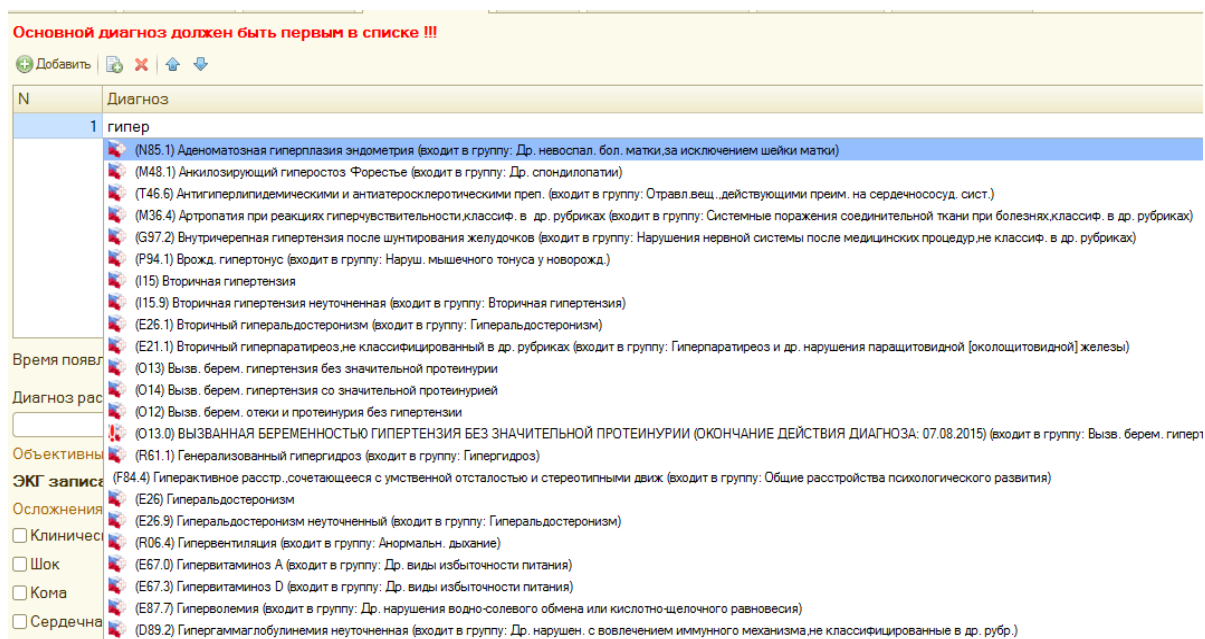 Основной диагноз должен быть первым в списке !!!
Добавить
N Диагноз
1 гипер
(N85.1) Аденоматозная гиперплазия эндометрия (входит в группу: Др. невоспал. бол. матки,за исключением шейки матки)
(M48.1) Анкилозирующий гиперостоз Форестье (входит в группу: Др. спондилопатии)
(T46.6) Антигиперлипидемическими и антиатеросклеротическими преп. (входит в группу: Отравл.вещ.,действующими преим. на сердечнососуд. сист.)
(M36.4) Артропатия при реакциях гиперчувствительности,классиф. в др. рубриках (входит в группу: Системные поражения соединительной ткани при болезнях,классиф. в др. рубриках)
(G97.2) Внутричерепная гипертензия после шунтирования желудочков (входит в группу: Нарушения нервной системы после медицинских процедур,не классиф. в др. рубриках)
(P94.1) Врожд. гипертонус (входит в группу: Наруш. мышечного тонуса у новорожд.)
(I15) Вторичная гипертензия
(I15.9) Вторичная гипертензия неуточненная (входит в группу: Вторичная гипертензия)
(E26.1) Вторичный гиперальдостеронизм (входит в группу: Гиперальдостеронизм)
(E21.1) Вторичный гиперпаратиреоз,не классифицированный в др. рубриках (входит в группу: Гиперпаратиреоз и др. нарушения паращитовидной [околощитовидной] железы)
Время появл
(O13) Вызв. берем. гипертензия без значительной протеинурии
(O14) Вызв. берем. гипертензия со значительной протеинурией
Диагноз рас
(O12) Вызв. берем. отеки и протеинурия без гипертензии
(O13.0) ВЫЗВАННАЯ БЕРЕМЕННОСТЬЮ ГИПЕРТЕНЗИЯ БЕЗ ЗНАЧИТЕЛЬНОЙ ПРОТЕИНУРИИ (ОКОНЧАНИЕ ДЕЙСТВИЯ ДИАГНОЗА: 07.08.2015) (входит в группу: Вызв. берем. гиперт
Объективны (R61.1) Генерализованный гипергидроз (входит в группу: Гипергидроз)
ЭКГ записа (F84.4) Гиперактивное расстр.,сочетающееся с умственной отсталостью и стереотипными движ (входит в группу: Общие расстройства психологического развития)
(E26) Гиперальдостеронизм
Осложнения
(E26.9) Гиперальдостеронизм неуточненный (входит в группу: Гиперальдостеронизм)
Клиничес (R06.4) Гипервентиляция (входит в группу: Анормальн. дыхание)
Шок (E67.0) Гипервитаминоз А (входит в группу: Др. виды избыточности питания)
(E67.3) Гипервитаминоз D (входит в группу: Др. виды избыточности питания)
Кома
(E87.7) Гиперволемия (входит в группу: Др. нарушения водно-солевого обмена или кислотно-щелочного равновесия)
Сердечна (D89.2) Гипергаммаглобулинемия неуточненная (входит в группу: Др. нарушен. с вовлечением иммунного механизма,не классифицированные в др. рубр.)